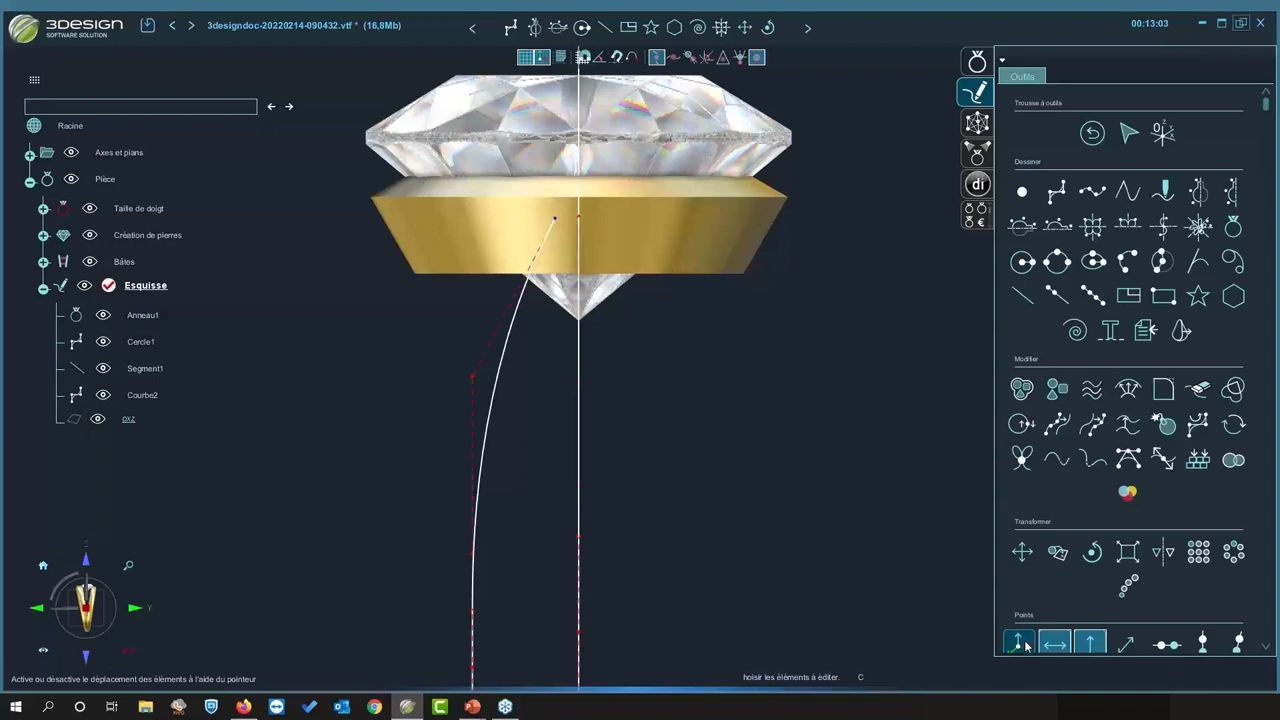 3DESIGN
SOFTWARE SOLUTION
3designdoc-20220214-090432.vtf * (16,8Mb)
00:13:03
Outils
Trousse à outils
Dessiner
Modifier
Transformer
Points
Racine
Axes et plans
Pièce
Taille de doigt
Création de pierres
Bâtes
Esquisse
Anneau1
Cercle1
Segment1
Courbe2
oxz
di
Z
Y
Active ou désactive le déplacement des éléments à l'aide du pointeur
hoisir les éléments à éditer. C